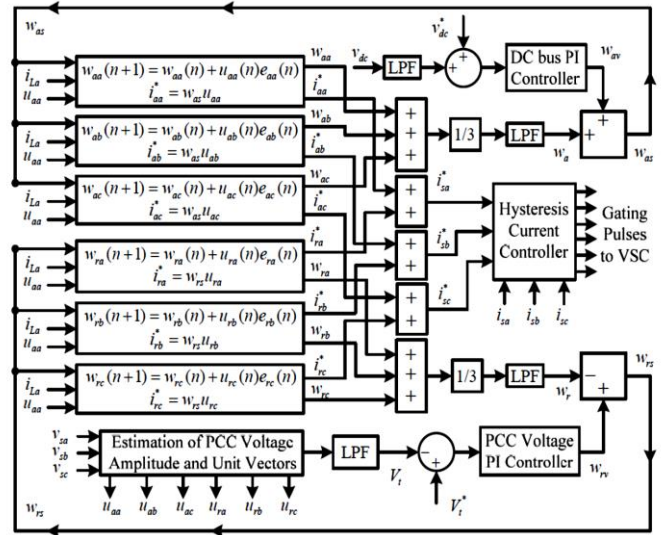 w_as
w_aa(n+1) = w_aa(n)+u_aa(n)e_aa(n)
i*_aa = w_as u_aa
i_La
u_aa
w_aa
i*_aa
w_ab(n+1) = w_ab(n)+u_ab(n)e_ab(n)
i*_ab = w_as u_ab
i_La
u_aa
w_ab
i*_ab
w_ac(n+1) = w_ac(n)+u_ac(n)e_ac(n)
i*_ac = w_as u_ac
i_La
u_aa
w_ac
i*_ac
w_ra(n+1) = w_ra(n)+u_ra(n)e_ra(n)
i*_ra = w_rs u_ra
i_La
u_aa
i*_ra
w_ra
w_rb(n+1) = w_rb(n)+u_rb(n)e_rb(n)
i*_rb = w_rs u_rb
i_La
u_aa
i*_rb
w_rb
w_rc(n+1) = w_rc(n)+u_rc(n)e_rc(n)
i*_rc = w_rs u_rc
i_La
u_aa
i*_rc
w_rc
v*_dc
v_dc
LPF
+
+
DC bus PI
Controller
w_av
+
+
+
1/3
LPF
w_a
+
+
w_as
+
+
i*_sa
+
+
i*_sb
+
+
i*_sc
Hysteresis
Current
Controller
Gating
Pulses
to VSC
i_sa
i_sb
i_sc
+
+
+
1/3
LPF
w_r
−
+
w_rs
v_sa
v_sb
v_sc
Estimation of PCC Voltage
Amplitude and Unit Vectors
LPF
V_t
−
+
V*_t
PCC Voltage
PI Controller
w_rv
u_aa u_ab u_ac u_ra u_rb u_rc
w_rs